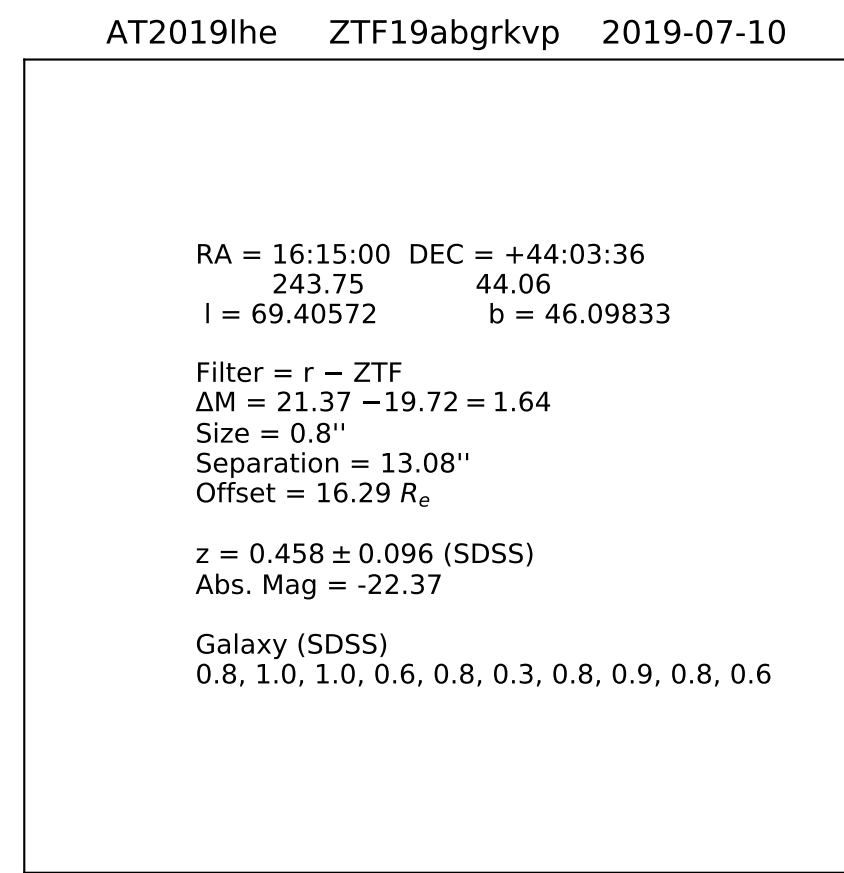 AT2019lhe ZTF19abgrkvp 2019-07-10
RA = 16:15:00 DEC = +44:03:36
243.75 44.06
l = 69.40572 b = 46.09833
Filter = r − ZTF
ΔM = 21.37 −19.72 = 1.64
Size = 0.8''
Separation = 13.08''
Offset = 16.29 Re
z = 0.458 ± 0.096 (SDSS)
Abs. Mag = -22.37
Galaxy (SDSS)
0.8, 1.0, 1.0, 0.6, 0.8, 0.3, 0.8, 0.9, 0.8, 0.6